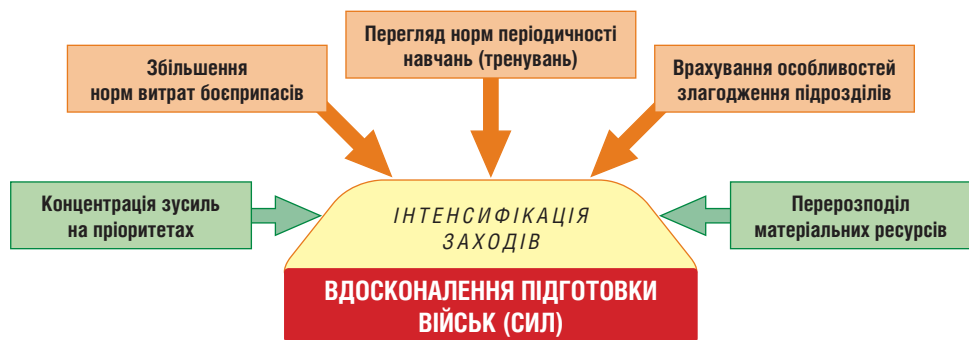 Перегляд норм періодичності
навчань (тренувань)
Збільшення
норм витрат боєприпасів
Врахування особливостей
злагодження підрозділів
Концентрація зусиль
на пріоритетах
ІНТЕНСИФІКАЦІЯ
ЗАХОДІВ
Перерозподіл
матеріальних ресурсів
ВДОСКОНАЛЕННЯ ПІДГОТОВКИ
ВІЙСЬК (СИЛ)